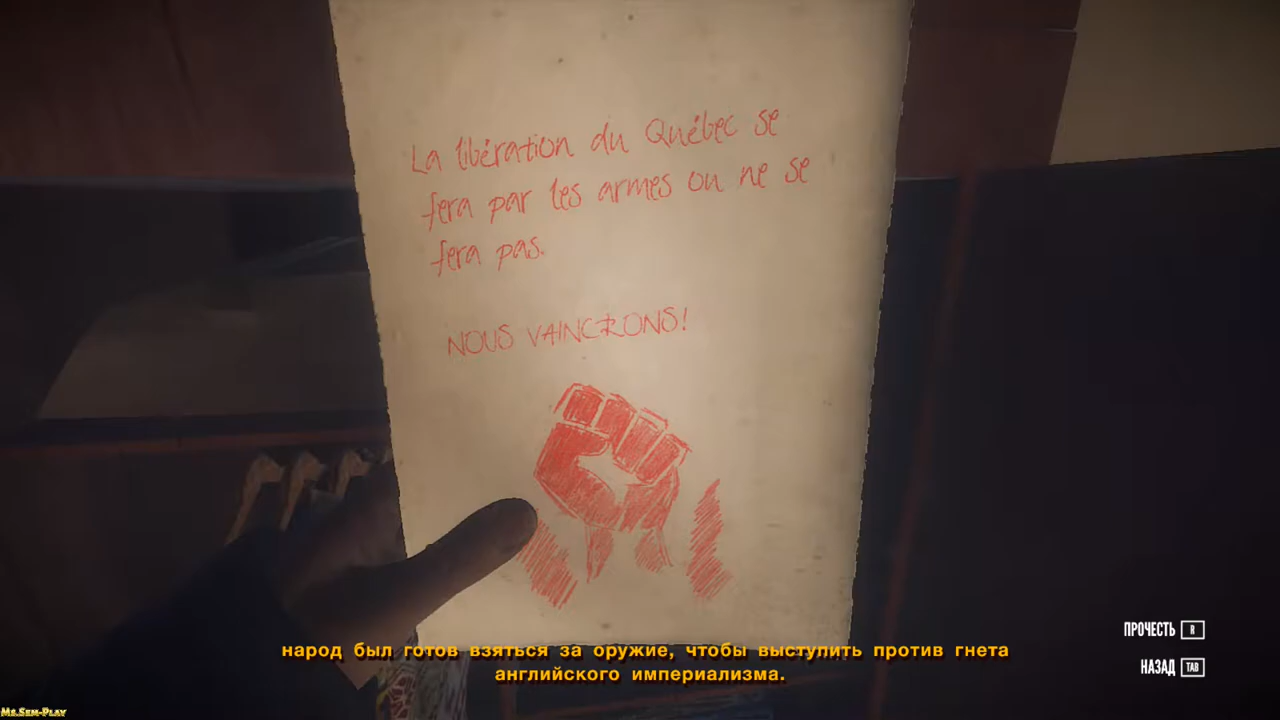 La libération du Québec se
fera par les armes ou ne se
fera pas.
NOUS VAINCRONS!
ПРОЧЕСТЬ R
НАЗАД TAB
народ был готов взяться за оружие, чтобы выступить против гнета
английского империализма.
Ms.Sem-Play